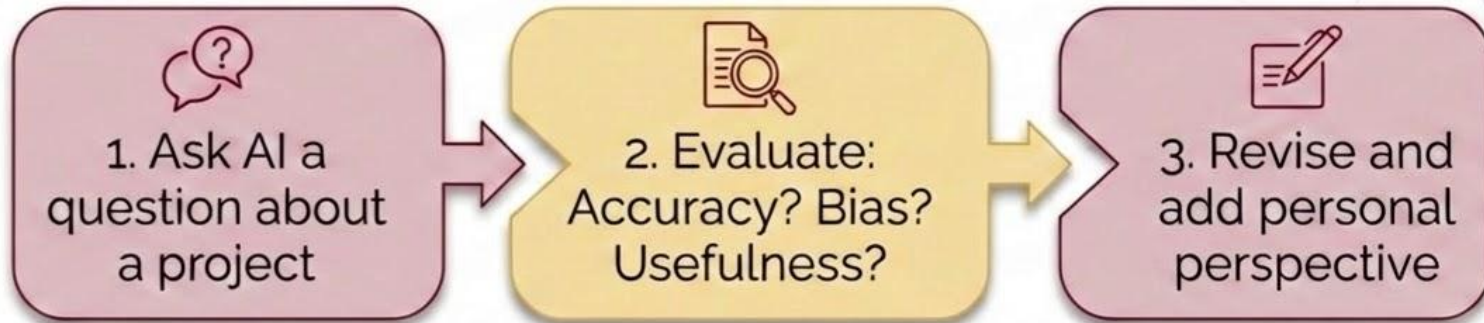 1. Ask AI a
question about
a project
2. Evaluate:
Accuracy? Bias?
Usefulness?
3. Revise and
add personal
perspective